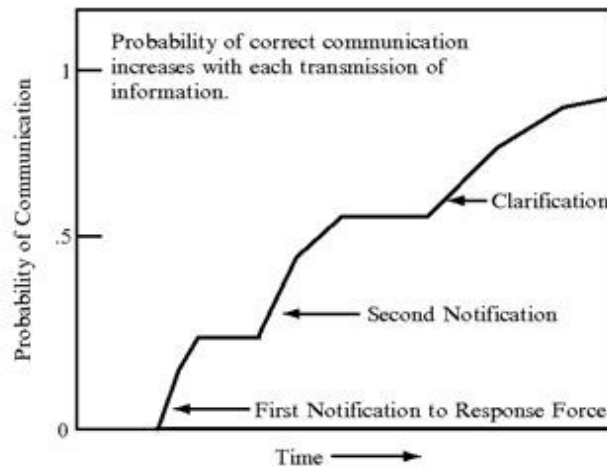 Probability of correct communication
increases with each transmission of
information.
1
Clarification
.5
Second Notification
First Notification to Response Force
0
Time
Probability of Communication